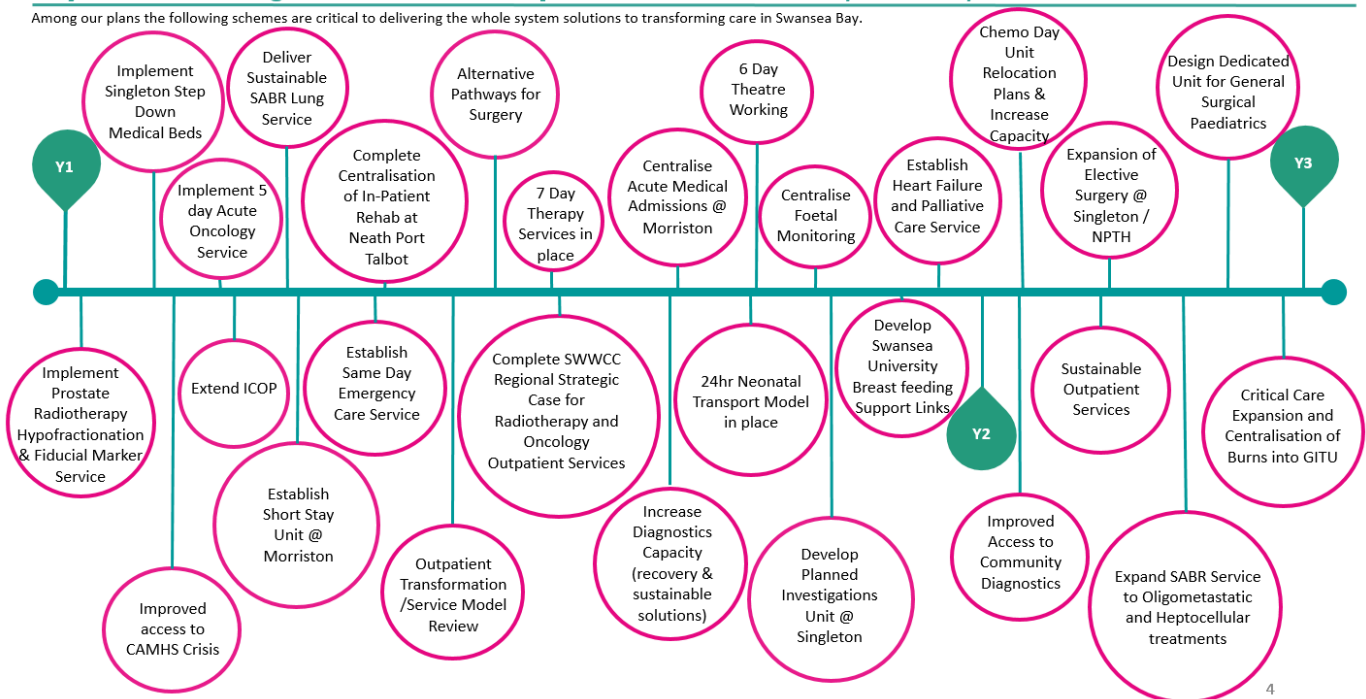 Among our plans the following schemes are critical to delivering the whole system solutions to transforming care in Swansea Bay.
Y1
Implement
Singleton Step
Down
Medical Beds
Implement 5
day Acute
Oncology
Service
Deliver
Sustainable
SABR Lung
Service
Complete
Centralisation
of In-Patient
Rehab at
Neath Port
Talbot
Alternative
Pathways for
Surgery
7 Day
Therapy
Services in
place
Centralise
Acute Medical
Admissions @
Morriston
6 Day
Theatre
Working
Centralise
Foetal
Monitoring
Establish
Heart Failure
and Palliative
Care Service
Chemo Day
Unit
Relocation
Plans &
Increase
Capacity
Expansion of
Elective
Surgery @
Singleton /
NPTH
Design Dedicated
Unit for General
Surgical
Paediatrics
Y3
Implement
Prostate
Radiotherapy
Hypofractionation
& Fiducial Marker
Service
Improved
access to
CAMHS Crisis
Extend ICOP
Establish
Short Stay
Unit @
Morriston
Establish
Same Day
Emergency
Care Service
Outpatient
Transformation
/Service Model
Review
Complete SWWCC
Regional Strategic
Case for
Radiotherapy and
Oncology
Outpatient Services
Increase
Diagnostics
Capacity
(recovery &
sustainable
solutions)
24hr Neonatal
Transport Model
in place
Develop
Planned
Investigations
Unit @
Singleton
Develop
Swansea
University
Breast feeding
Support Links
Y2
Improved
Access to
Community
Diagnostics
Sustainable
Outpatient
Services
Expand SABR Service
to Oligometastatic
and Heptocellular
treatments
Critical Care
Expansion and
Centralisation of
Burns into GITU
4